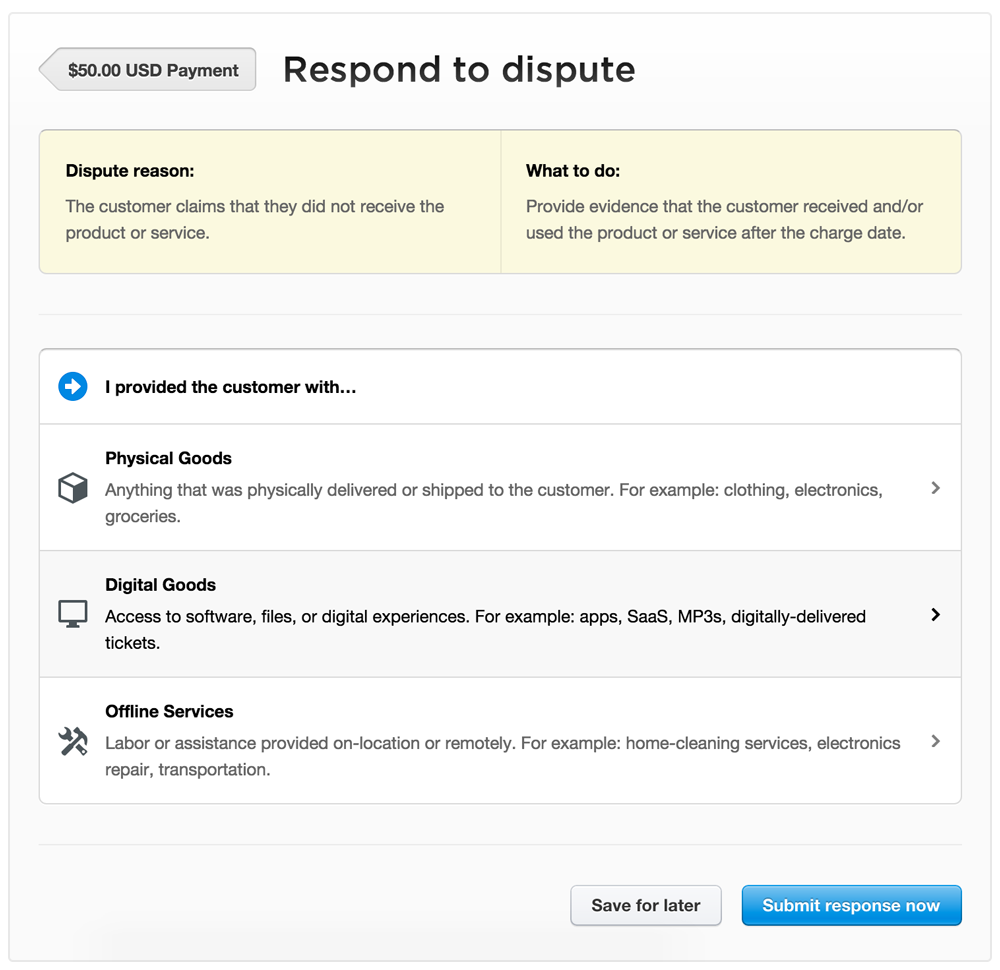 $50.00 USD Payment
Respond to dispute
Dispute reason:
The customer claims that they did not receive the
product or service.
What to do:
Provide evidence that the customer received and/or
used the product or service after the charge date.
I provided the customer with…
Physical Goods
Anything that was physically delivered or shipped to the customer. For example: clothing, electronics,
groceries.
Digital Goods
Access to software, files, or digital experiences. For example: apps, SaaS, MP3s, digitally-delivered
tickets.
Offline Services
Labor or assistance provided on-location or remotely. For example: home-cleaning services, electronics
repair, transportation.
Save for later
Submit response now